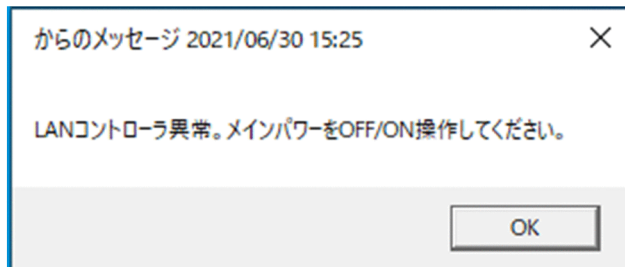 からのメッセージ 2021/06/30 15:25
LANコントローラ異常。メインパワーをOFF/ON操作してください。
OK